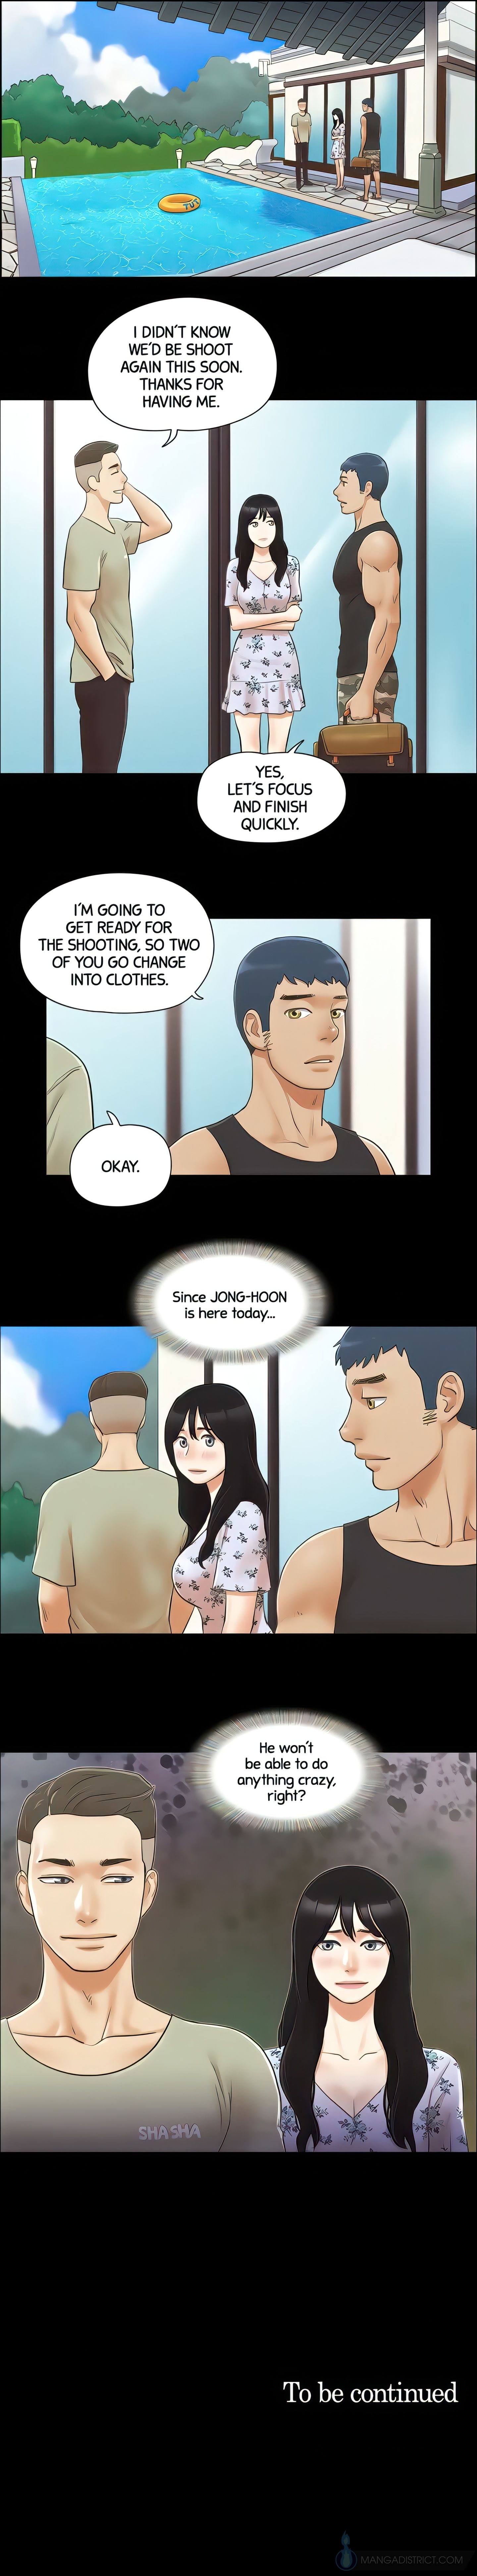 TUT
I DIDN'T KNOW
WE'D BE SHOOT
AGAIN THIS SOON.
THANKS FOR
HAVING ME.
YES,
LET'S FOCUS
AND FINISH
QUICKLY.
I'M GOING TO
GET READY FOR
THE SHOOTING, SO TWO
OF YOU GO CHANGE
INTO CLOTHES.
OKAY.
Since JONG-HOON
is here today...
He won't
be able to do
anything crazy,
right?
SHASHA
To be continued
MANGADISTRICT.COM